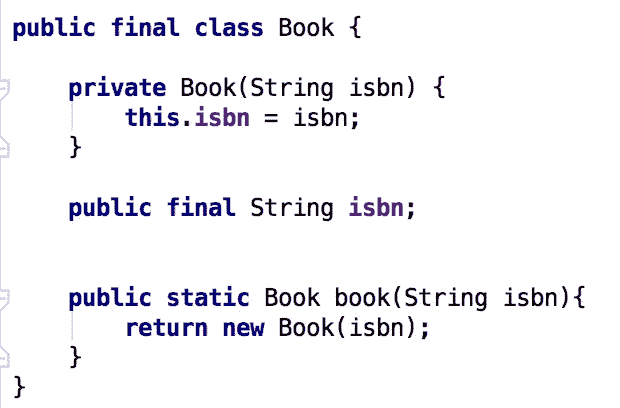 public final class Book {
private Book(String isbn) {
this.isbn = isbn;
}
public final String isbn;
public static Book book(String isbn){
return new Book(isbn);
}
}